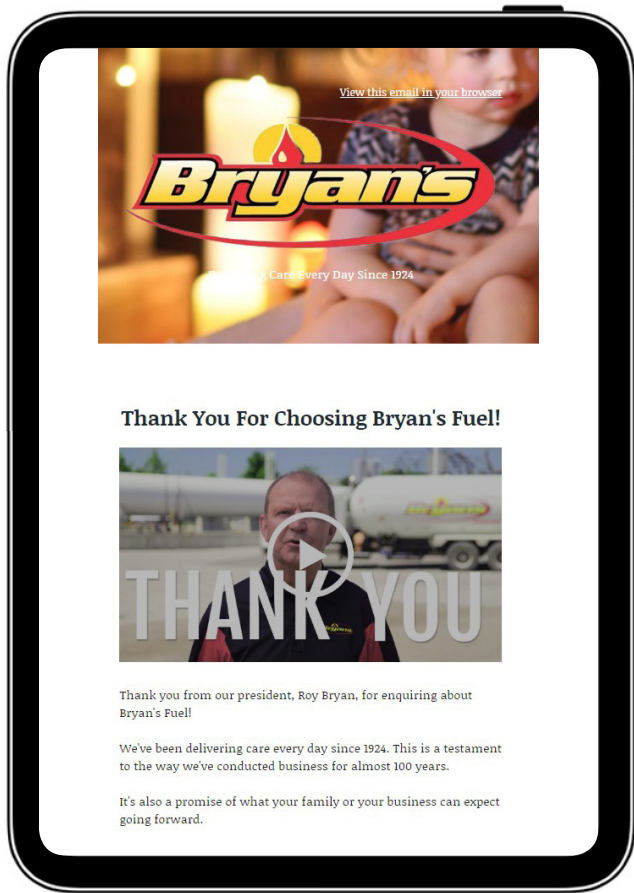 View this email in your browser
Bryan's
Care Every Day Since 1924
Thank You For Choosing Bryan's Fuel!
THANK YOU
Thank you from our president, Roy Bryan, for enquiring about
Bryan's Fuel!
We've been delivering care every day since 1924. This is a testament
to the way we've conducted business for almost 100 years.
It's also a promise of what your family or your business can expect
going forward.